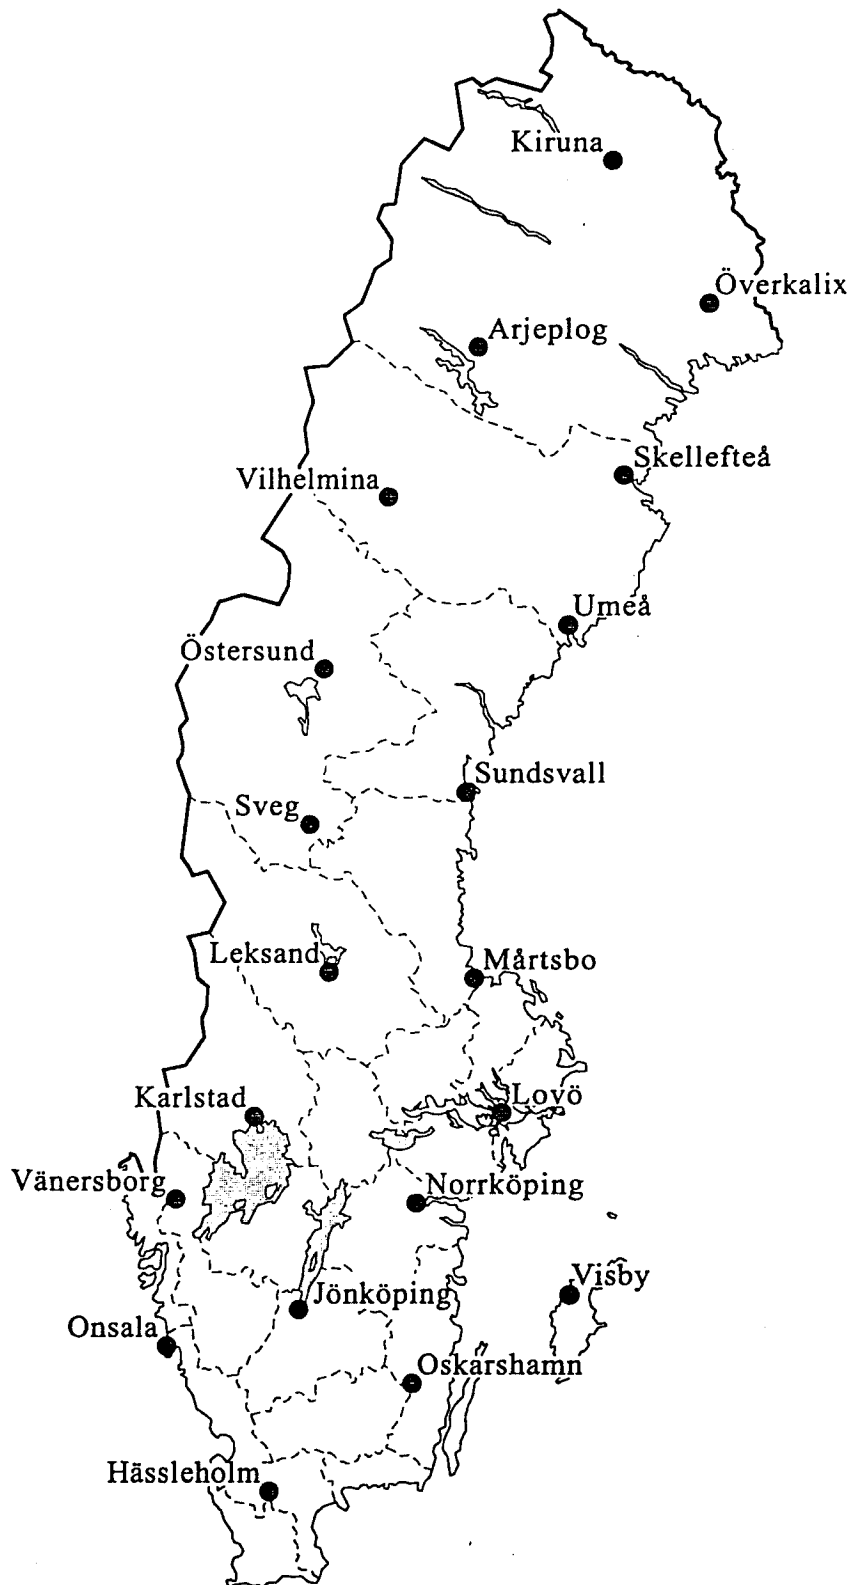 Kiruna
Överkalix
Arjeplog
Skellefteå
Vilhelmina
Umeå
Östersund
Sundsvall
Sveg
Leksand
Mårtsbo
Karlstad
Lovö
Vänersborg
Norrköping
Visby
Jönköping
Onsala
Oskarshamn
Hässleholm